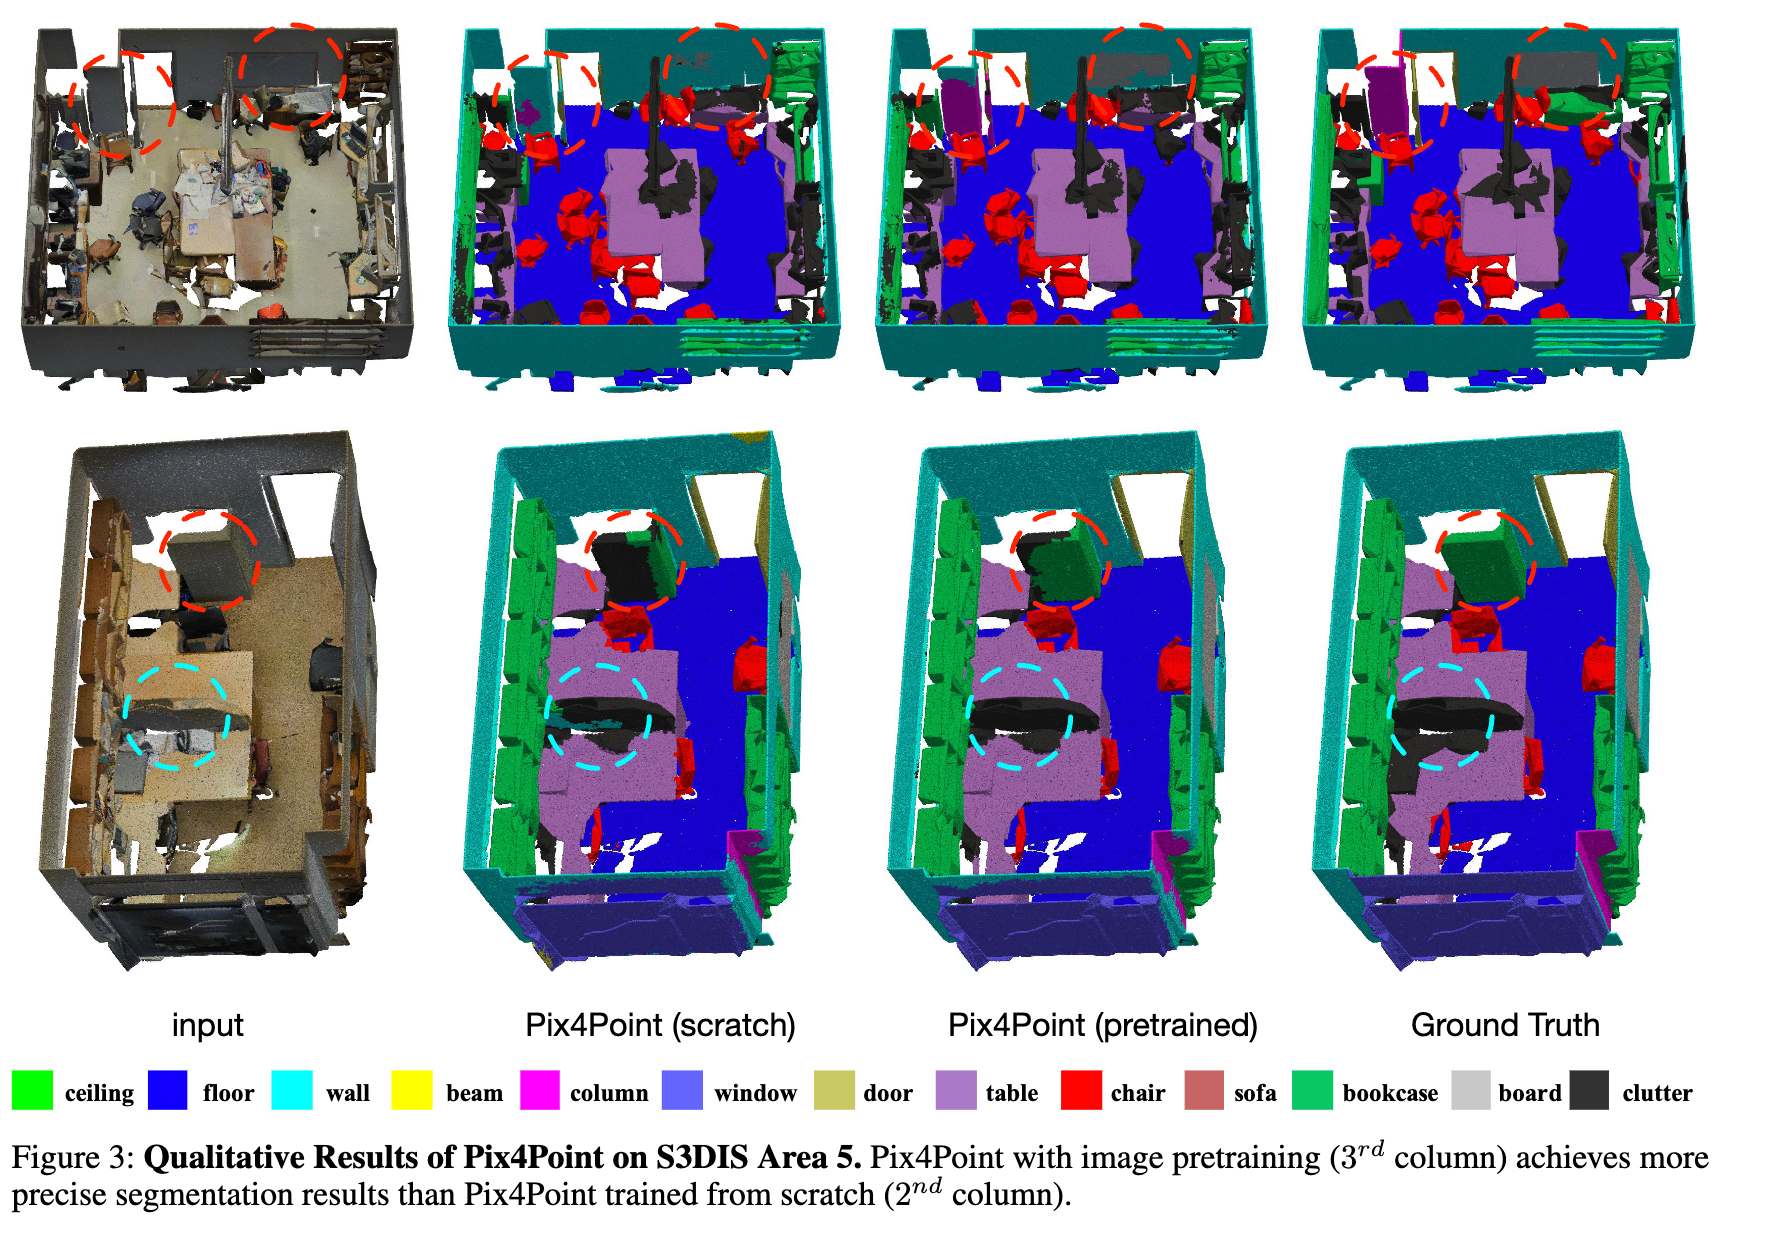 input Pix4Point (scratch) Pix4Point (pretrained) Ground Truth
ceiling floor wall beam column window door table chair sofa bookcase board clutter
Figure 3: Qualitative Results of Pix4Point on S3DIS Area 5. Pix4Point with image pretraining (3rd column) achieves more
precise segmentation results than Pix4Point trained from scratch (2nd column).